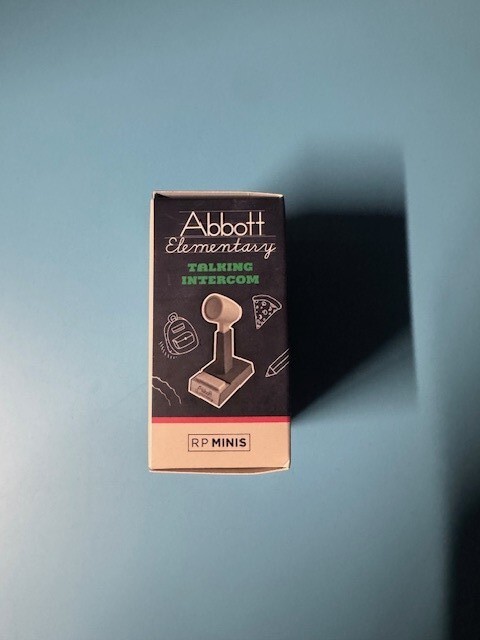 Abbott
Elementary
TALKING
INTERCOM
RP MINIS